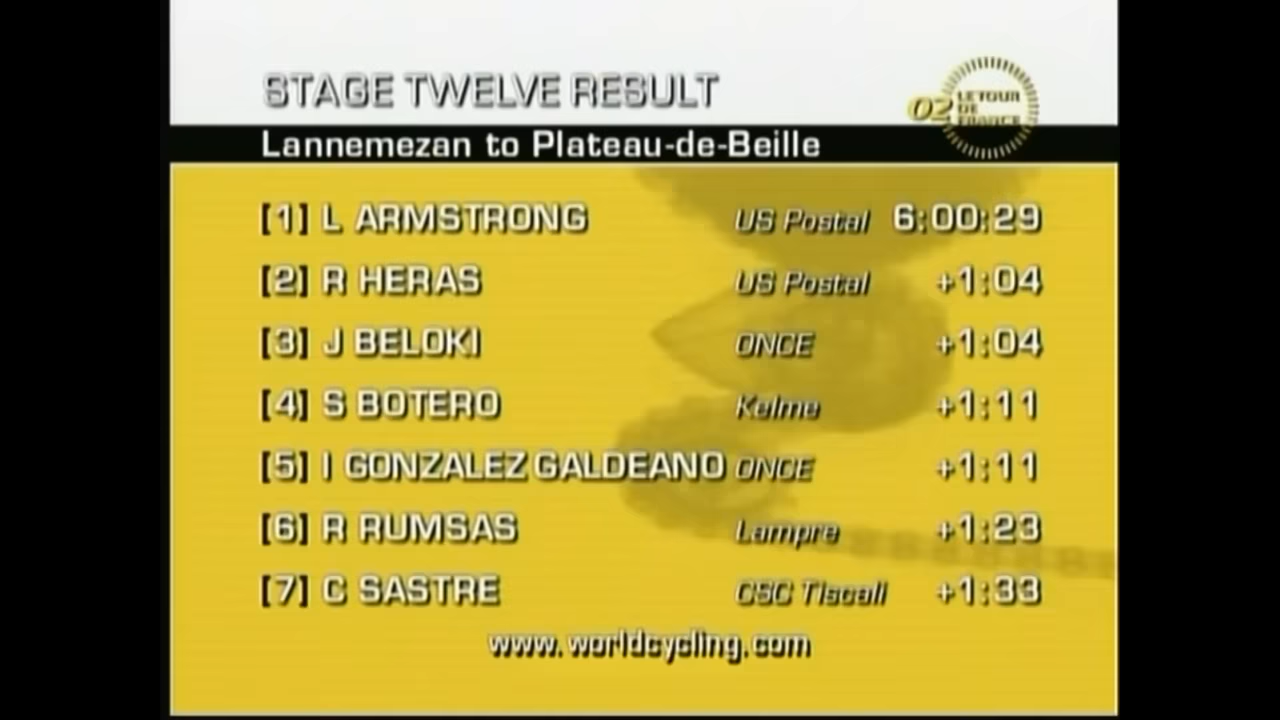 STAGE TWELVE RESULT
02 LE TOUR
DE
FRANCE
Lannemezan to Plateau-de-Beille
[1] L ARMSTRONG US Postal 6:00:29
[2] R HERAS US Postal +1:04
[3] J BELOKI ONCE +1:04
[4] S BOTERO Kelme +1:11
[5] I GONZALEZ GALDEANO ONCE +1:11
[6] R RUMSAS Lampre +1:23
[7] C SASTRE CSC Tiscali +1:33
www.worldcycling.com